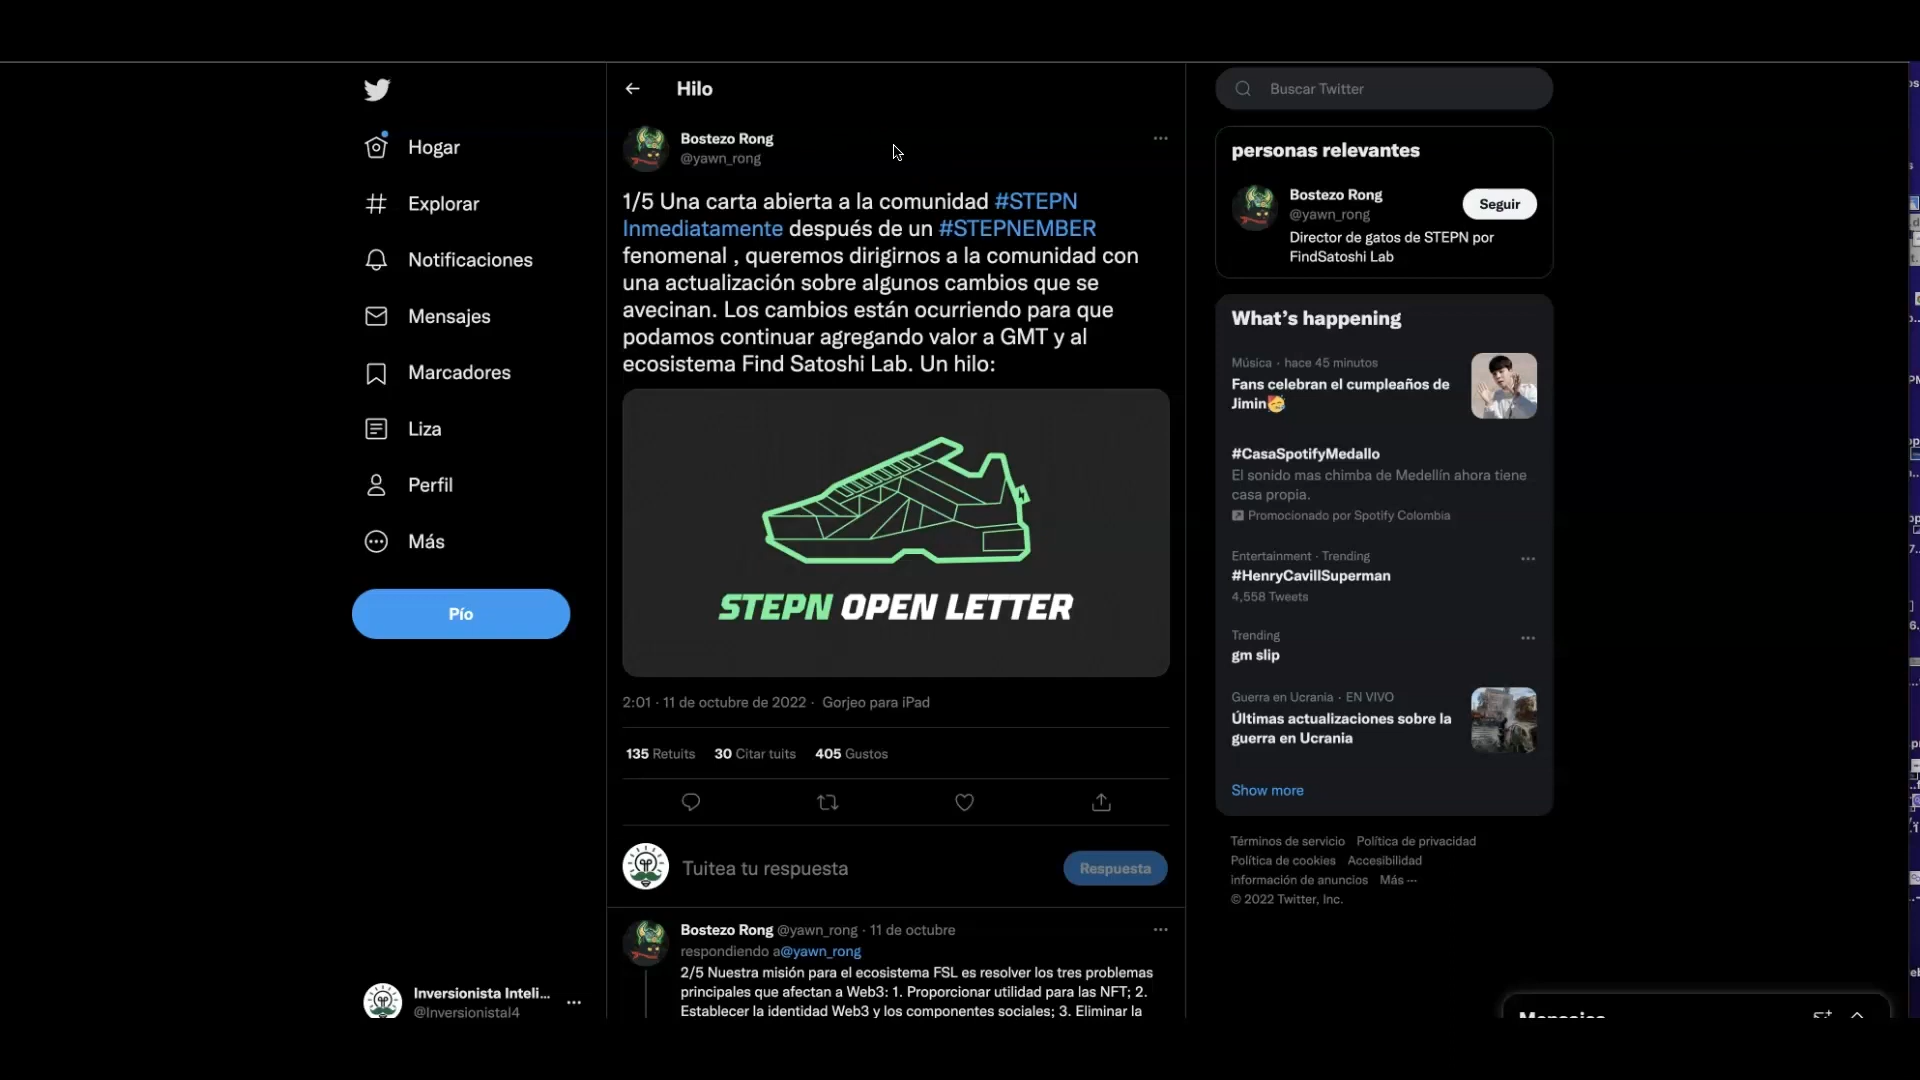 Hogar
Explorar
Notificaciones
Mensajes
Marcadores
Liza
Perfil
Más
Pío
Inversionista Inteli...
@Inversionistal4
Hilo
Bostezo Rong
@yawn_rong
1/5 Una carta abierta a la comunidad #STEPN
Inmediatamente después de un #STEPNEMBER
fenomenal , queremos dirigirnos a la comunidad con
una actualización sobre algunos cambios que se
avecinan. Los cambios están ocurriendo para que
podamos continuar agregando valor a GMT y al
ecosistema Find Satoshi Lab. Un hilo:
STEPN OPEN LETTER
2:01 · 11 de octubre de 2022 · Gorjeo para iPad
135 Retuits 30 Citar tuits 405 Gustos
Tuitea tu respuesta
Respuesta
Bostezo Rong @yawn_rong · 11 de octubre
respondiendo a@yawn_rong
2/5 Nuestra misión para el ecosistema FSL es resolver los tres problemas
principales que afectan a Web3: 1. Proporcionar utilidad para las NFT; 2.
Establecer la identidad Web3 y los componentes sociales; 3. Eliminar la
Buscar Twitter
personas relevantes
Bostezo Rong
@yawn_rong
Seguir
Director de gatos de STEPN por
FindSatoshi Lab
What's happening
Música · hace 45 minutos
Fans celebran el cumpleaños de
Jimin🥳
#CasaSpotifyMedallo
El sonido mas chimba de Medellín ahora tiene
casa propia.
Promocionado por Spotify Colombia
Entertainment · Trending
#HenryCavillSuperman
4,558 Tweets
Trending
gm slip
Guerra en Ucrania · EN VIVO
Últimas actualizaciones sobre la
guerra en Ucrania
Show more
Términos de servicio Política de privacidad
Política de cookies Accesibilidad
información de anuncios Más ···
© 2022 Twitter, Inc.
Mensajes